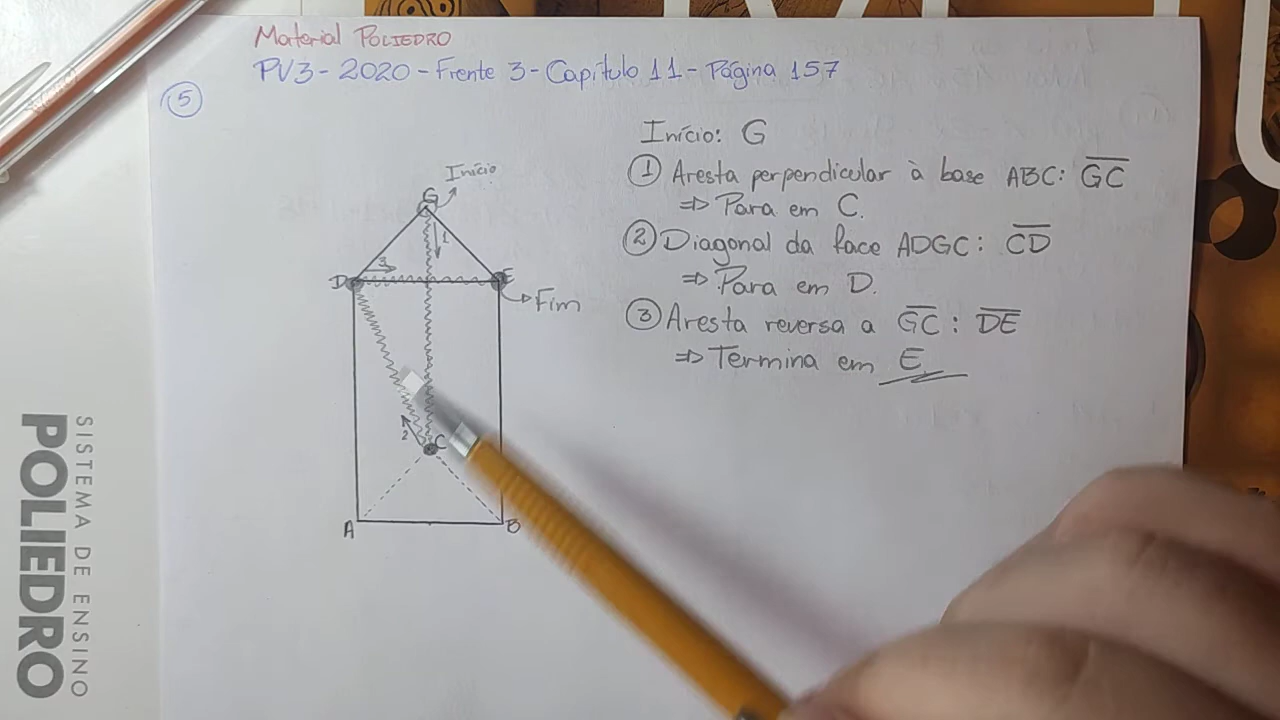 Material POLIEDRO
PV3-2020-Frente 3-Capítulo 11-Página 157
5
Início: G
1 Aresta perpendicular à base ABC: GC
⇒ Para em C.
2 Diagonal da face ADGC: CD
⇒ Para em D.
3 Aresta reversa a GC: DE
⇒ Termina em E
Início
G
1
D
3
E
Fim
2
C
A
B
SISTEMA DE ENSINO
POLIEDRO